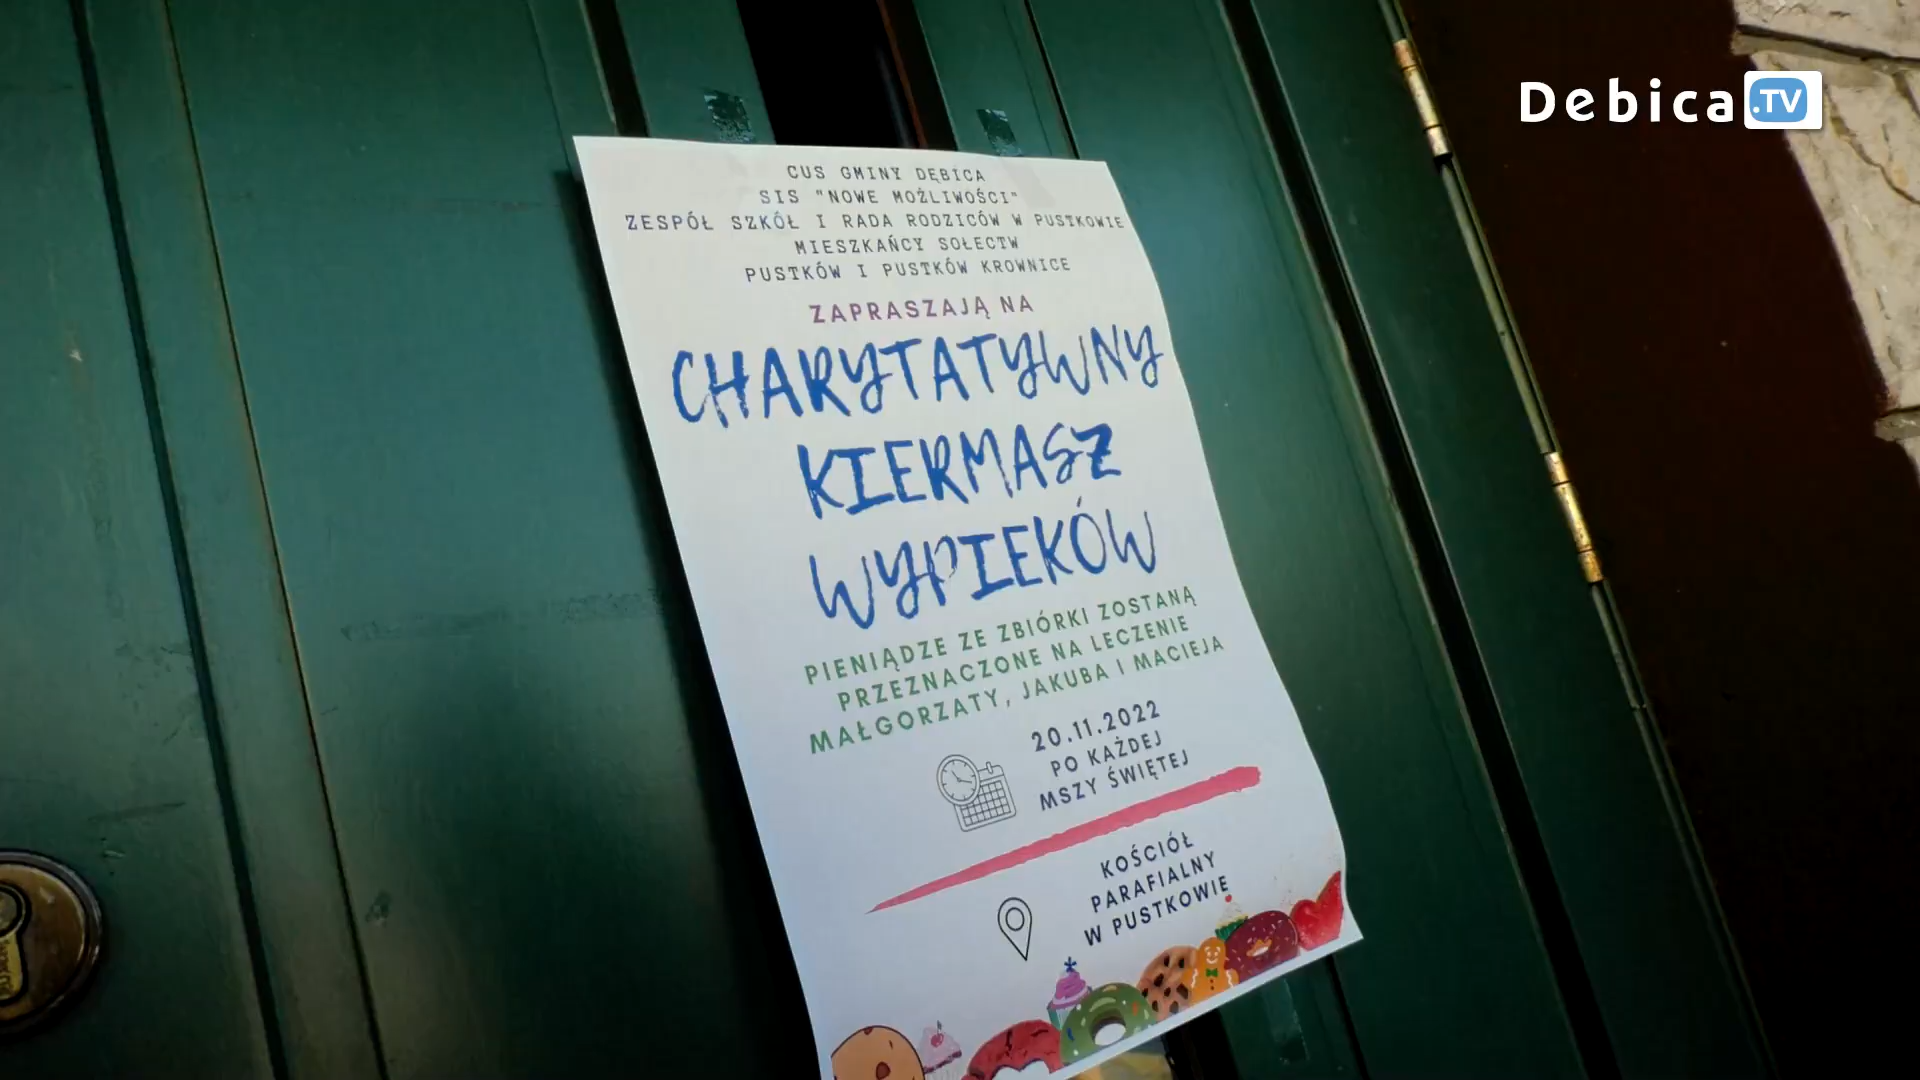 Debica.TV
CUS GMINY DĘBICA
SIS "NOWE MOŻLIWOŚCI"
ZESPÓŁ SZKÓŁ I RADA RODZICÓW W PUSTKOWIE
MIESZKAŃCY SOŁECTW
PUSTKÓW I PUSTKÓW KROWNICE
ZAPRASZAJĄ NA
CHARYTATYWNY
KIERMASZ
WYPIEKÓW
PIENIĄDZE ZE ZBIÓRKI ZOSTANĄ
PRZEZNACZONE NA LECZENIE
MAŁGORZATY, JAKUBA I MACIEJA
20.11.2022
PO KAŻDEJ
MSZY ŚWIĘTEJ
KOŚCIÓŁ
PARAFIALNY
W PUSTKOWIE